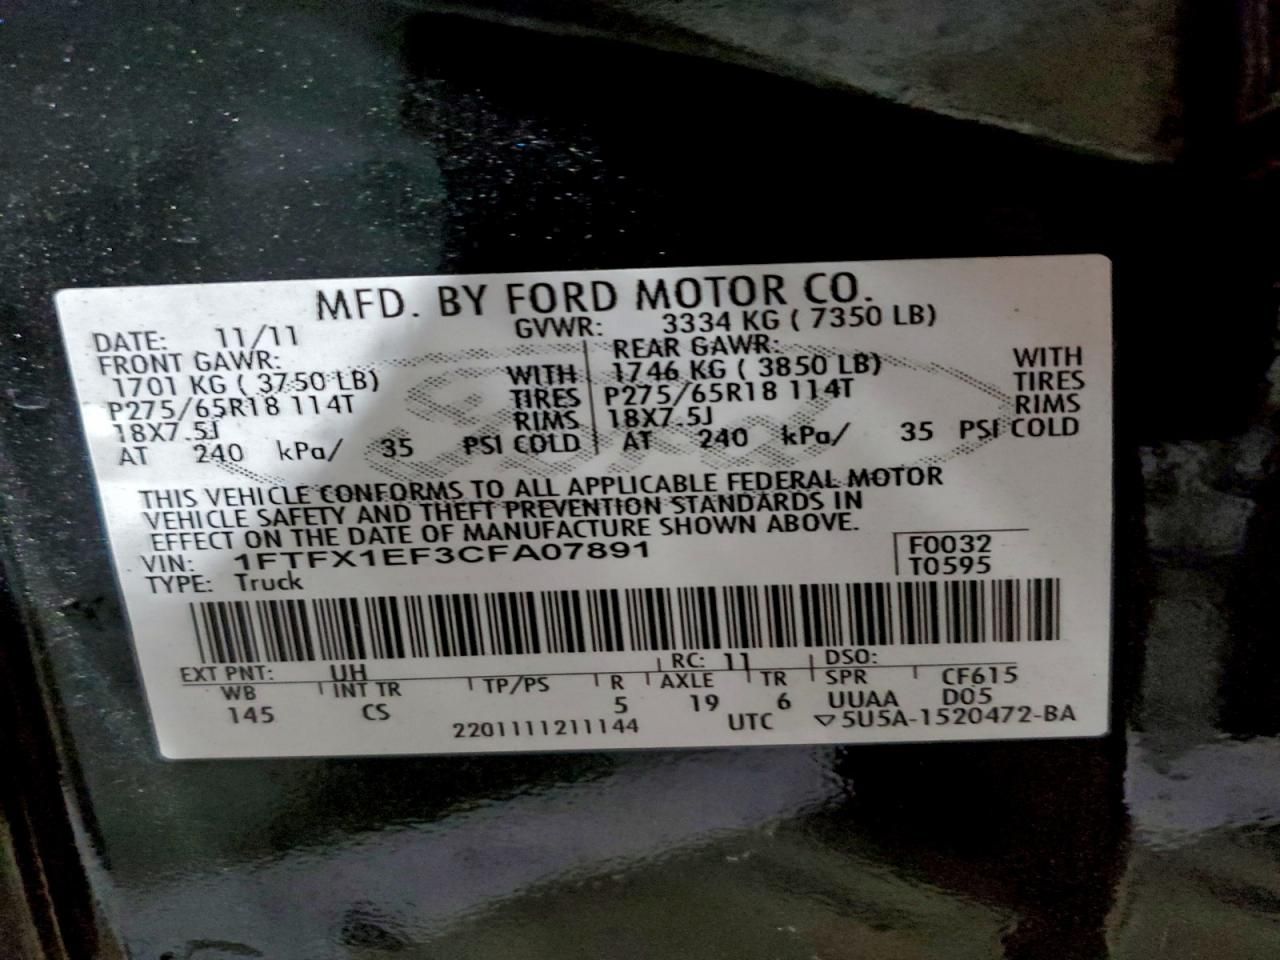 MFD. BY FORD MOTOR CO.
DATE: 11/11 GVWR: 3334 KG ( 7350 LB)
FRONT GAWR: REAR GAWR:
1701 KG ( 3750 LB) WITH 1746 KG ( 3850 LB) WITH
P275/65R18 114T TIRES P275/65R18 114T TIRES
18X7.5J RIMS 18X7.5J RIMS
AT 240 kPa/ 35 PSI COLD AT 240 kPa/ 35 PSI COLD
THIS VEHICLE CONFORMS TO ALL APPLICABLE FEDERAL MOTOR
VEHICLE SAFETY AND THEFT PREVENTION STANDARDS IN
EFFECT ON THE DATE OF MANUFACTURE SHOWN ABOVE.
VIN: 1FTFX1EF3CFA07891 F0032
TYPE: Truck T0595
EXT PNT: UH RC: 11 DSO:
WB INT TR TP/PS R AXLE TR SPR CF615
145 CS 5 19 6 UUAA D05
2201111211144 UTC ▽5U5A-1520472-BA